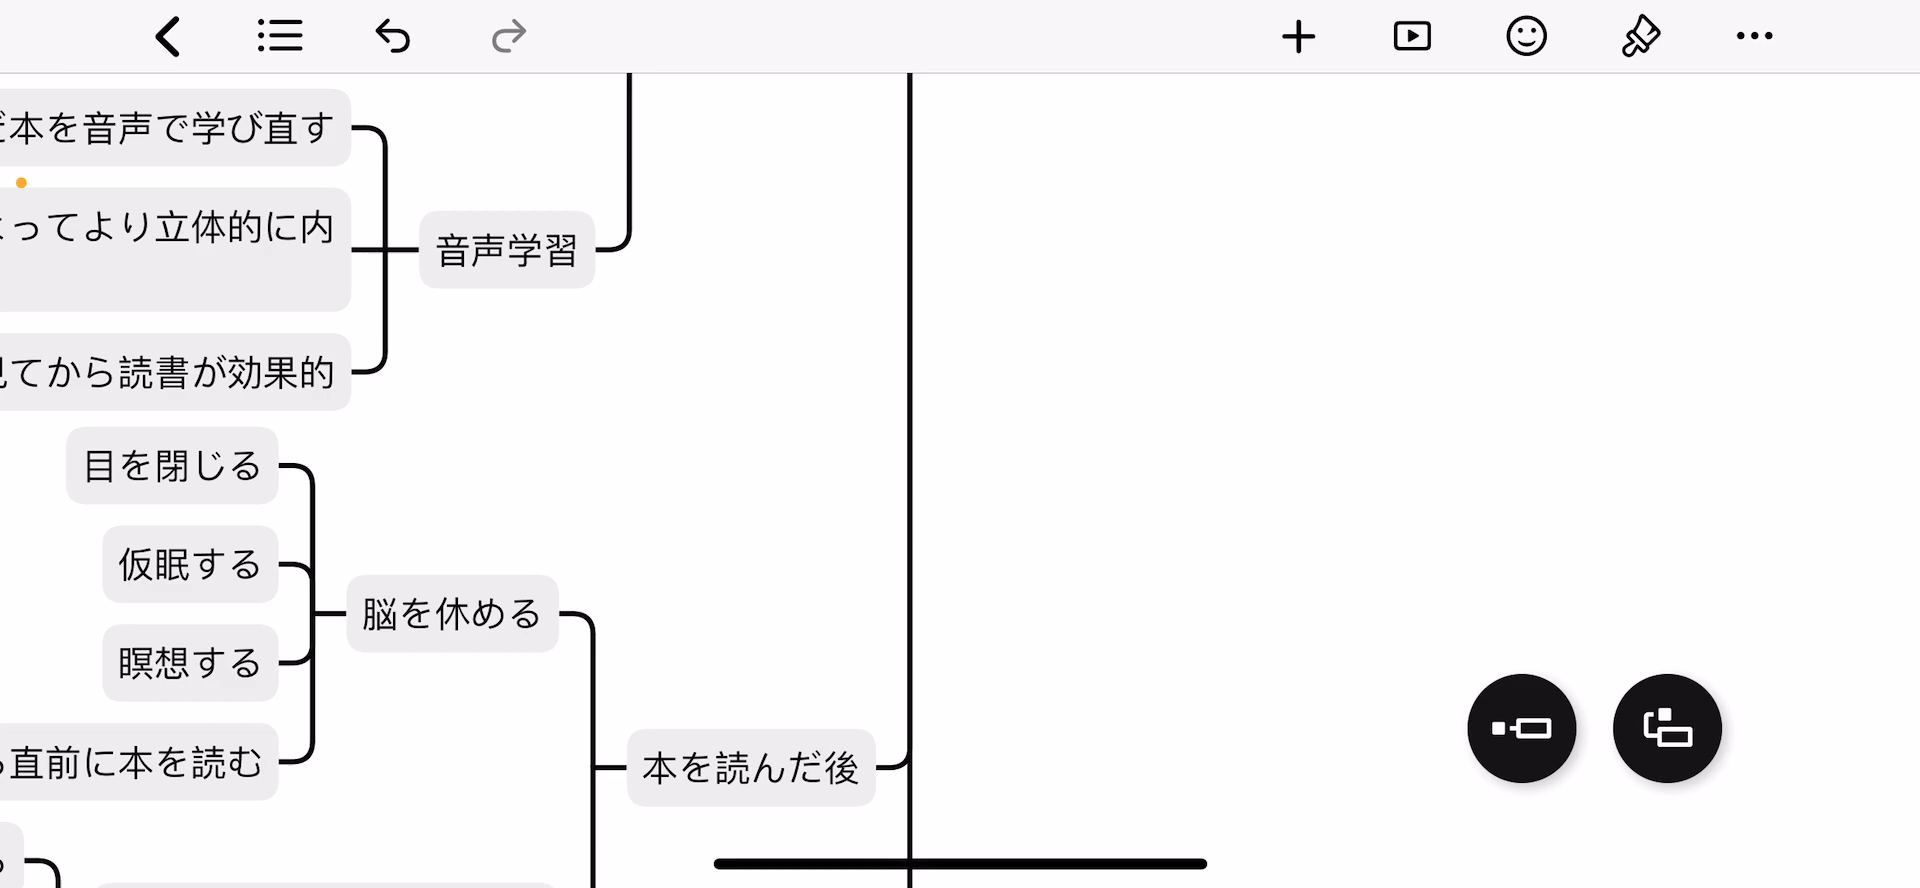 本を音声で学び直す
ってより立体的に内
音声学習
てから読書が効果的
目を閉じる
仮眠する
脳を休める
瞑想する
直前に本を読む
本を読んだ後